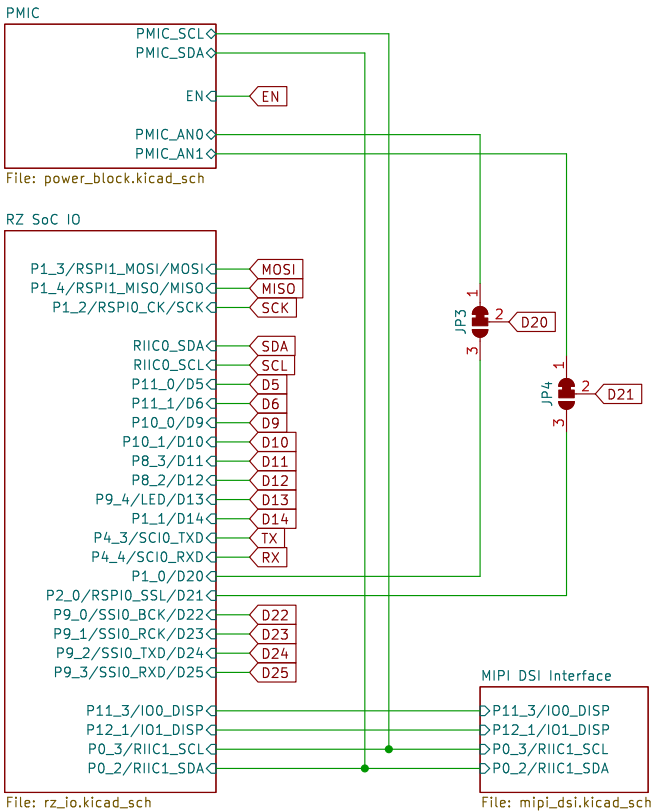 PMIC
PMIC_SCL
PMIC_SDA
EN EN
PMIC_AN0
PMIC_AN1
File: power_block.kicad_sch
RZ SoC IO
P1_3/RSPI1_MOSI/MOSI MOSI
P1_4/RSPI1_MISO/MISO MISO
P1_2/RSPI0_CK/SCK SCK
RIIC0_SDA SDA
RIIC0_SCL SCL
P11_0/D5 D5
P11_1/D6 D6
P10_0/D9 D9
P10_1/D10 D10
P8_3/D11 D11
P8_2/D12 D12
P9_4/LED/D13 D13
P1_1/D14 D14
P4_3/SCI0_TXD TX
P4_4/SCI0_RXD RX
P1_0/D20
P2_0/RSPI0_SSL/D21
P9_0/SSI0_BCK/D22 D22
P9_1/SSI0_RCK/D23 D23
P9_2/SSI0_TXD/D24 D24
P9_3/SSI0_RXD/D25 D25
P11_3/IO0_DISP
P12_1/IO1_DISP
P0_3/RIIC1_SCL
P0_2/RIIC1_SDA
File: rz_io.kicad_sch
JP3
1
2 D20
3
JP4
1
2 D21
3
MIPI DSI Interface
P11_3/IO0_DISP
P12_1/IO1_DISP
P0_3/RIIC1_SCL
P0_2/RIIC1_SDA
File: mipi_dsi.kicad_sch